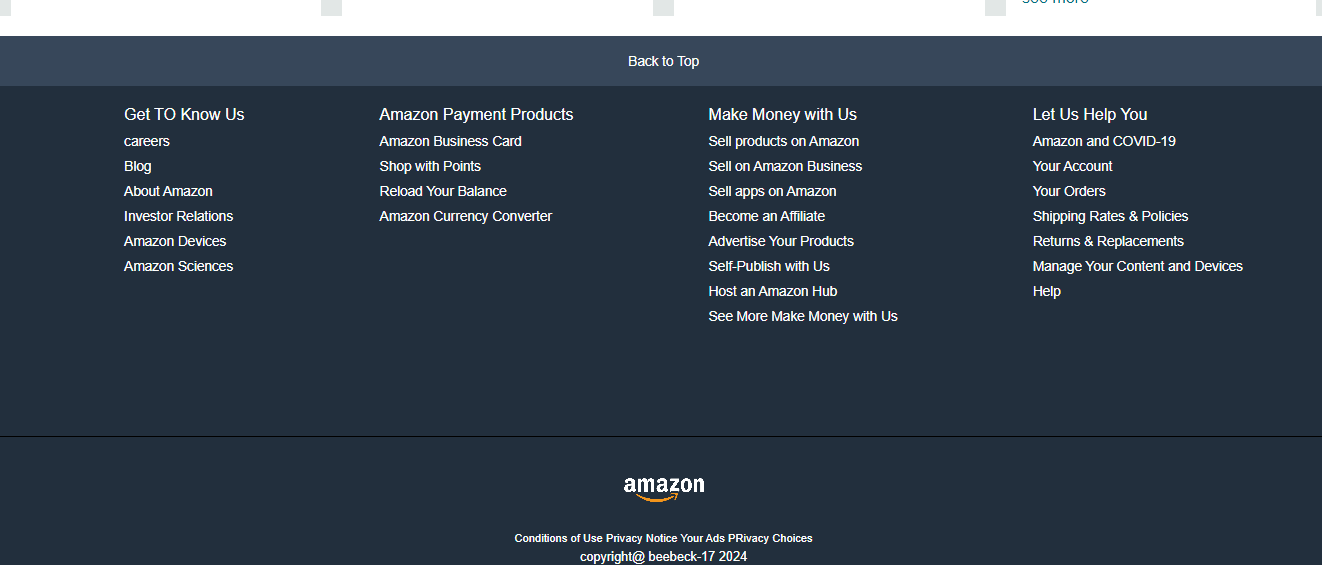 see more
Back to Top
Get TO Know Us
careers
Blog
About Amazon
Investor Relations
Amazon Devices
Amazon Sciences
Amazon Payment Products
Amazon Business Card
Shop with Points
Reload Your Balance
Amazon Currency Converter
Make Money with Us
Sell products on Amazon
Sell on Amazon Business
Sell apps on Amazon
Become an Affiliate
Advertise Your Products
Self-Publish with Us
Host an Amazon Hub
See More Make Money with Us
Let Us Help You
Amazon and COVID-19
Your Account
Your Orders
Shipping Rates & Policies
Returns & Replacements
Manage Your Content and Devices
Help
amazon
Conditions of Use Privacy Notice Your Ads PRivacy Choices
copyright@ beebeck-17 2024